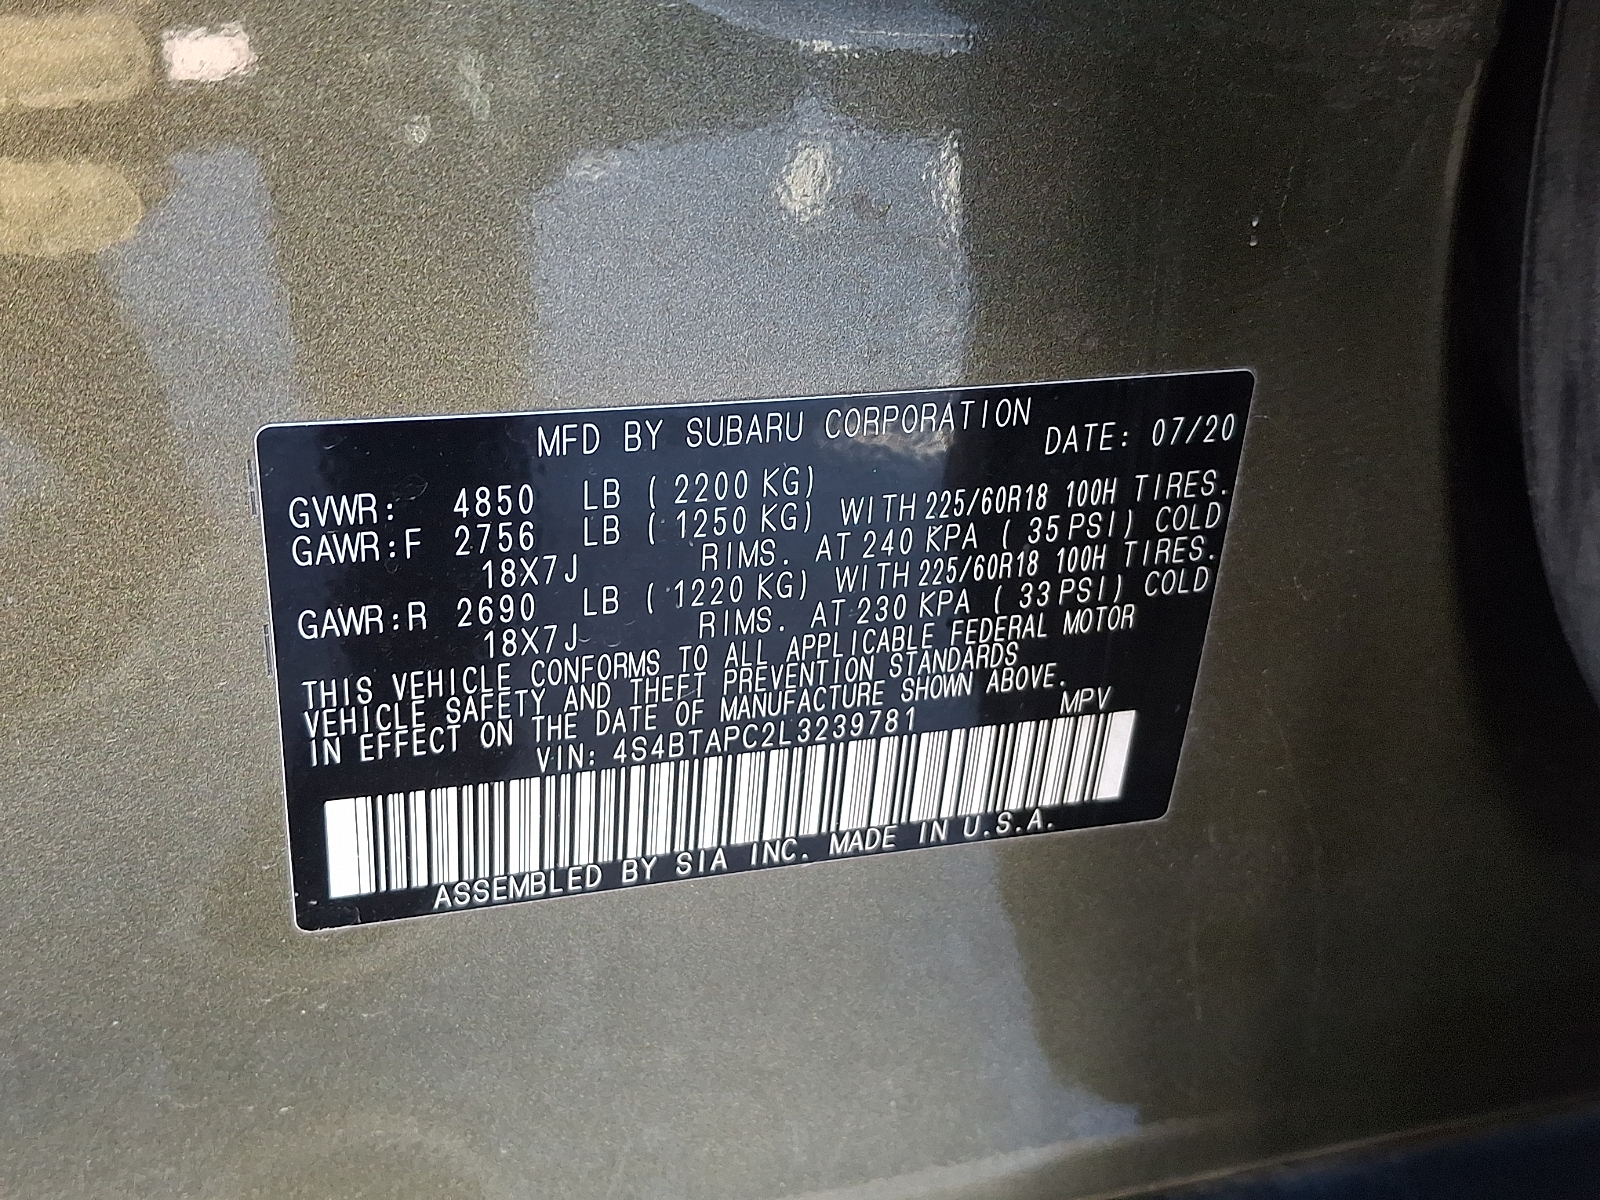 MFD BY SUBARU CORPORATION DATE: 07/20
GVWR: 4850 LB ( 2200 KG)
GAWR:F 2756 LB ( 1250 KG) WITH 225/60R18 100H TIRES.
18X7J RIMS. AT 240 KPA ( 35 PSI) COLD
GAWR:R 2690 LB ( 1220 KG) WITH 225/60R18 100H TIRES.
18X7J RIMS. AT 230 KPA ( 33 PSI) COLD
THIS VEHICLE CONFORMS TO ALL APPLICABLE FEDERAL MOTOR
VEHICLE SAFETY AND THEFT PREVENTION STANDARDS
IN EFFECT ON THE DATE OF MANUFACTURE SHOWN ABOVE.
VIN: 4S4BTAPC2L3239781 MPV
ASSEMBLED BY SIA INC. MADE IN U.S.A.